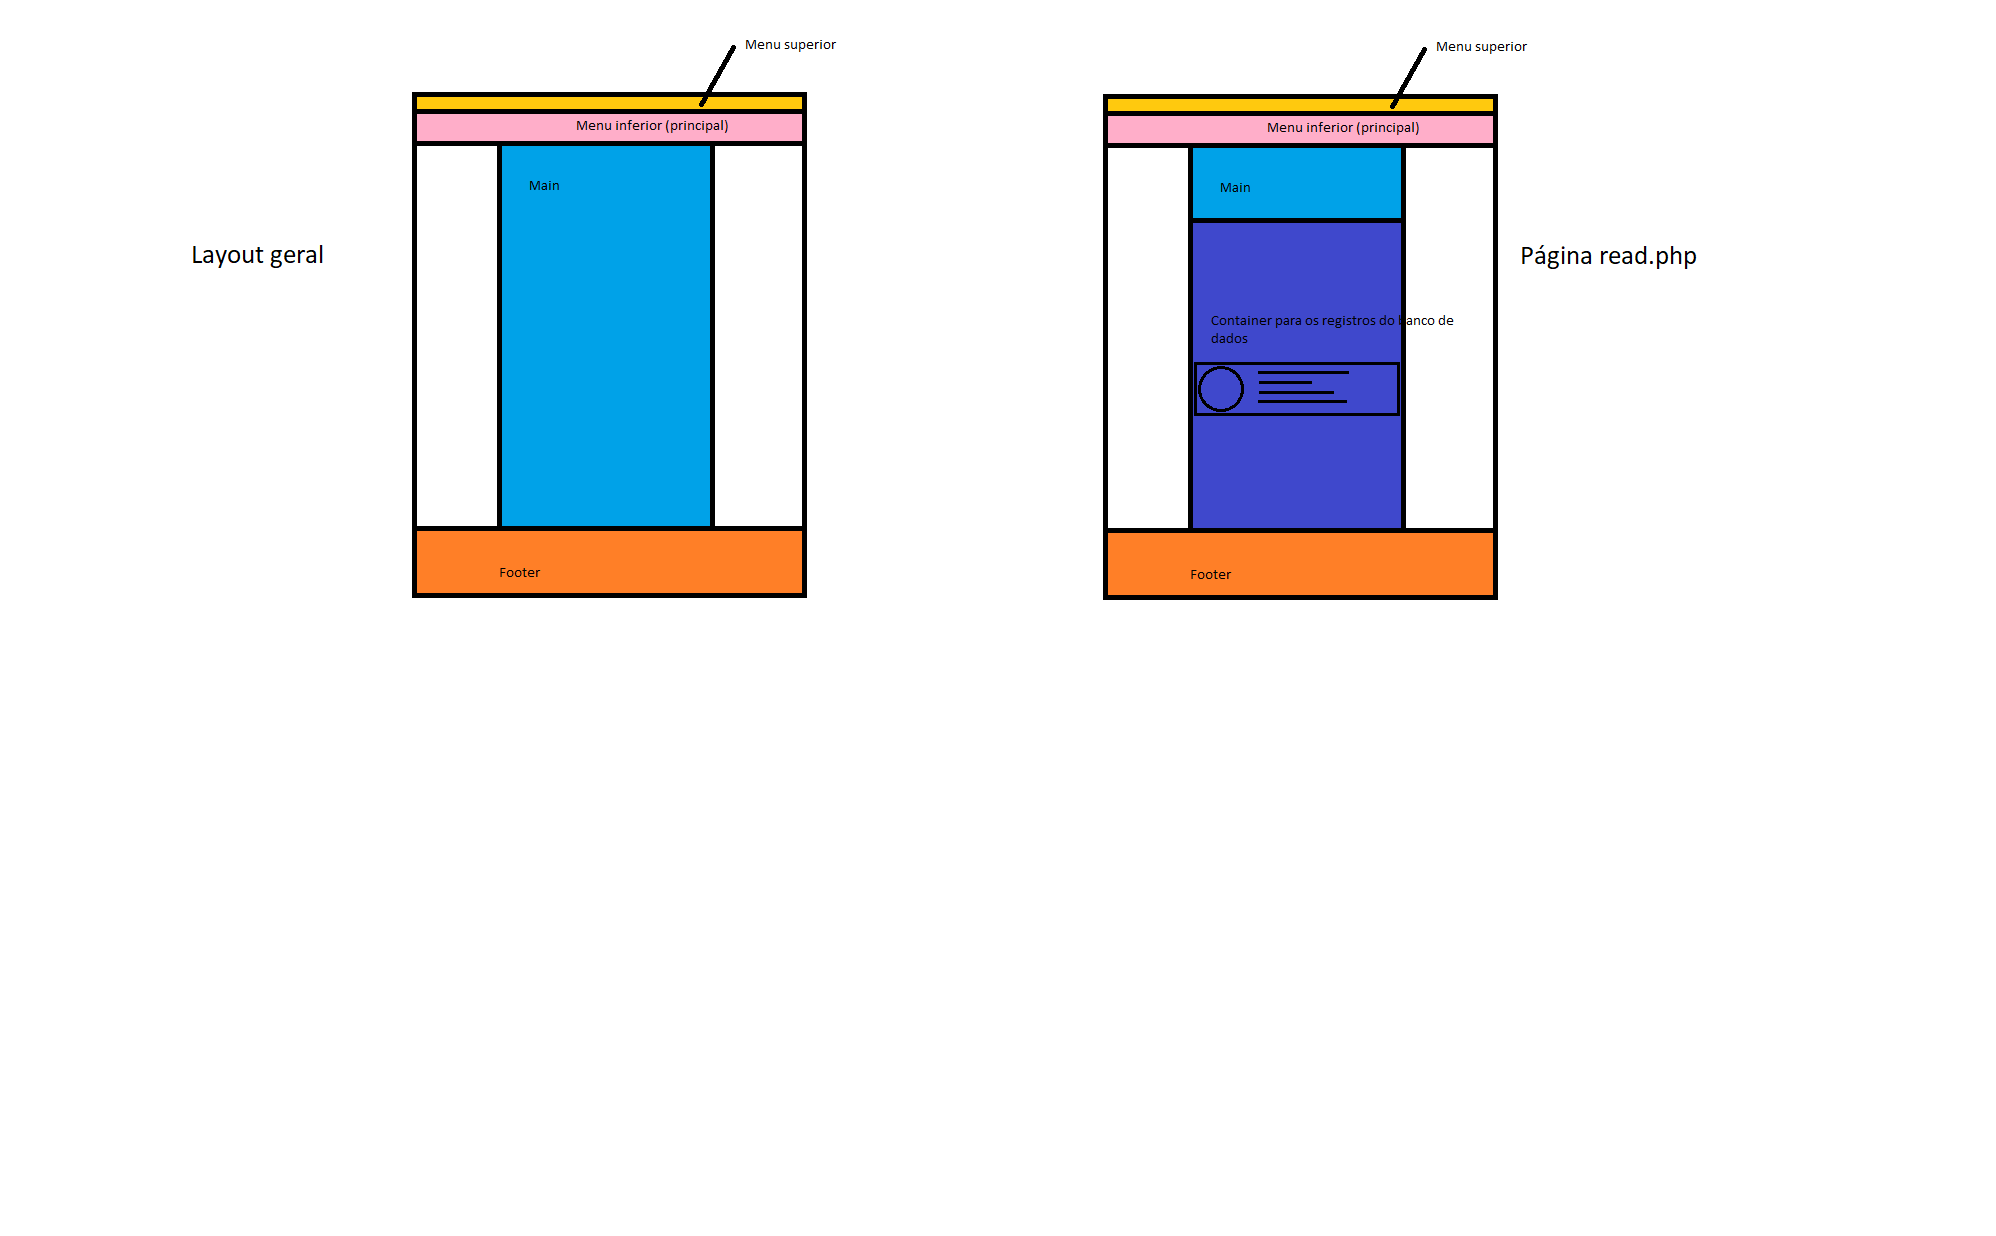 Menu superior
Menu inferior (principal)
Main
Layout geral
Footer
Menu superior
Menu inferior (principal)
Main
Página read.php
Container para os registros do banco de
dados
Footer